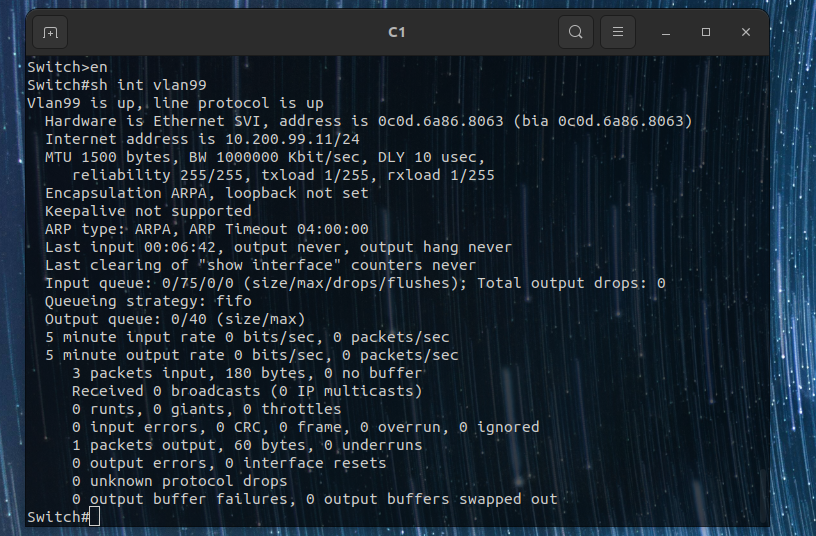 C1
Switch>en
Switch#sh int vlan99
Vlan99 is up, line protocol is up
  Hardware is Ethernet SVI, address is 0c0d.6a86.8063 (bia 0c0d.6a86.8063)
  Internet address is 10.200.99.11/24
  MTU 1500 bytes, BW 1000000 Kbit/sec, DLY 10 usec,
     reliability 255/255, txload 1/255, rxload 1/255
  Encapsulation ARPA, loopback not set
  Keepalive not supported
  ARP type: ARPA, ARP Timeout 04:00:00
  Last input 00:06:42, output never, output hang never
  Last clearing of "show interface" counters never
  Input queue: 0/75/0/0 (size/max/drops/flushes); Total output drops: 0
  Queueing strategy: fifo
  Output queue: 0/40 (size/max)
  5 minute input rate 0 bits/sec, 0 packets/sec
  5 minute output rate 0 bits/sec, 0 packets/sec
     3 packets input, 180 bytes, 0 no buffer
     Received 0 broadcasts (0 IP multicasts)
     0 runts, 0 giants, 0 throttles
     0 input errors, 0 CRC, 0 frame, 0 overrun, 0 ignored
     1 packets output, 60 bytes, 0 underruns
     0 output errors, 0 interface resets
     0 unknown protocol drops
     0 output buffer failures, 0 output buffers swapped out
Switch#